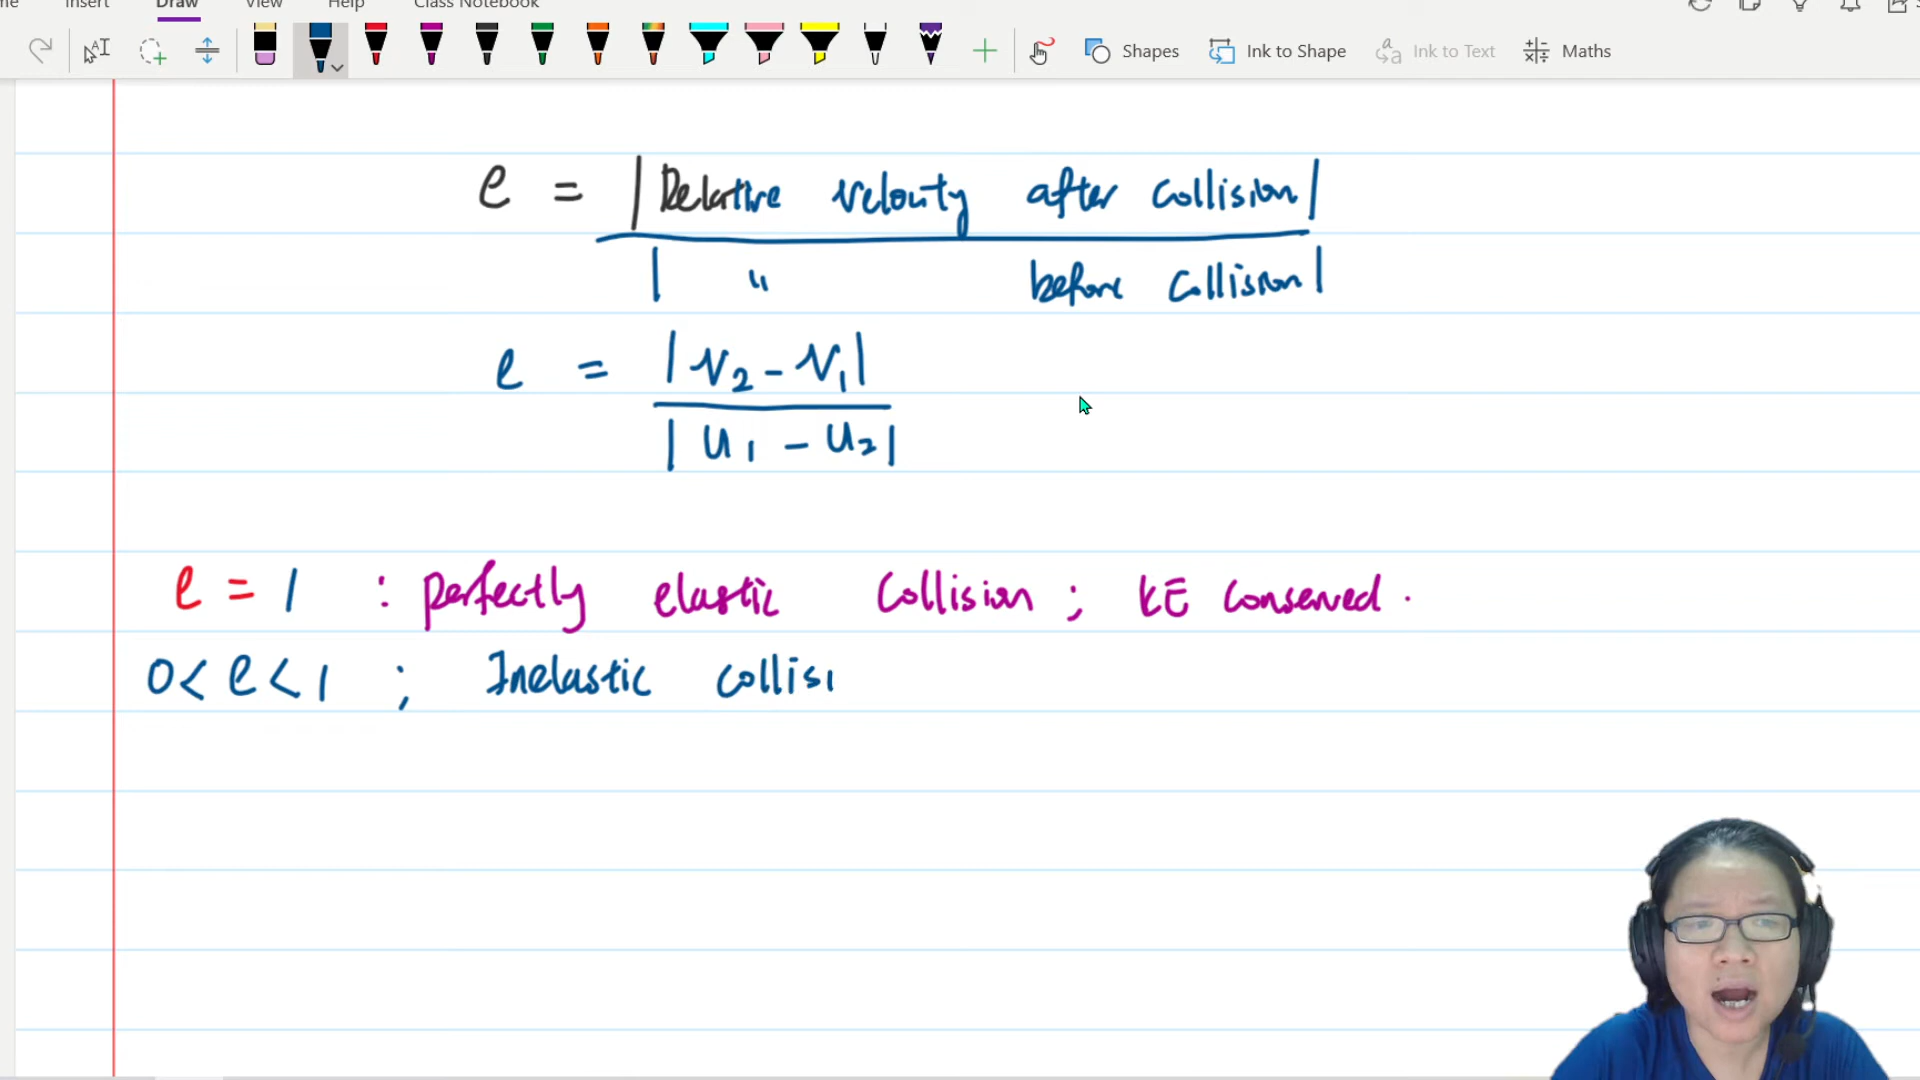 Insert Draw View Help Class Notebook
Shapes Ink to Shape Ink to Text Maths
e = |Relative velocity after collision|
| " before collision|
e = |v₂ - v₁|
| u₁ - u₂|
e = 1 : perfectly elastic collision ; KE conserved .
0 < e < 1 ; Inelastic collisi